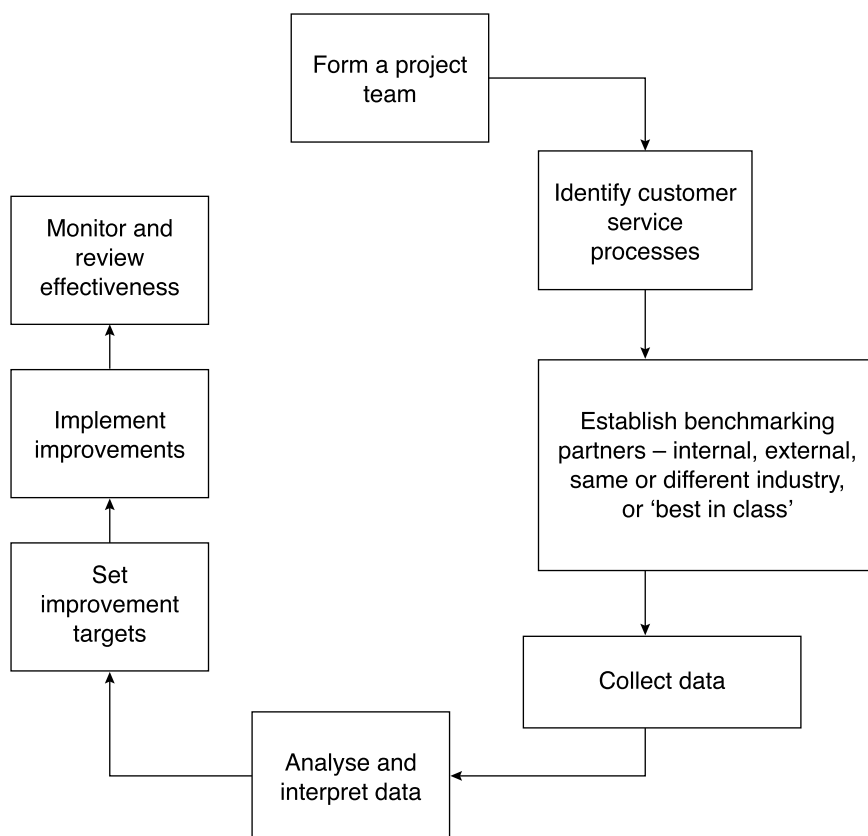 Form a project
team
Identify customer
service
processes
Establish benchmarking
partners – internal, external,
same or different industry,
or ‘best in class’
Collect data
Analyse and
interpret data
Set
improvement
targets
Implement
improvements
Monitor and
review
effectiveness